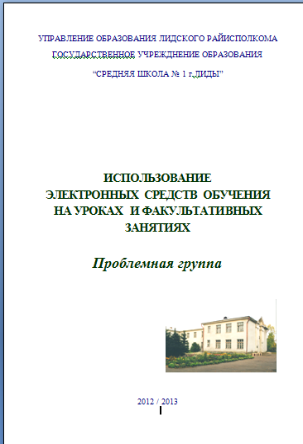 УПРАВЛЕНИЕ ОБРАЗОВАНИЯ ЛИДСКОГО РАЙИСПОЛКОМА
ГОСУДАРСТВЕННОЕ УЧРЕЖДНЕНИЕ ОБРАЗОВАНИЯ
“СРЕДНЯЯ ШКОЛА № 1 г.ЛИДЫ”
ИСПОЛЬЗОВАНИЕ
ЭЛЕКТРОННЫХ СРЕДСТВ ОБУЧЕНИЯ
НА УРОКАХ И ФАКУЛЬТАТИВНЫХ
ЗАНЯТИЯХ
Проблемная группа
2012 / 2013